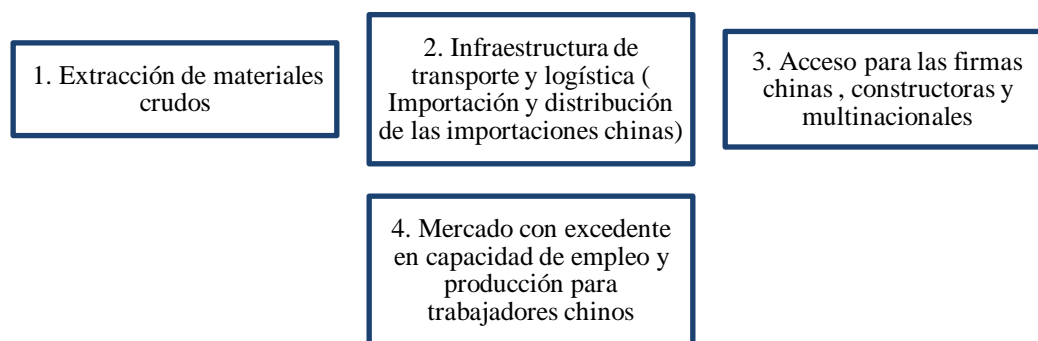 1. Extracción de materiales
crudos
2. Infraestructura de
transporte y logística (
Importación y distribución
de las importaciones chinas)
3. Acceso para las firmas
chinas , constructoras y
multinacionales
4. Mercado con excedente
en capacidad de empleo y
producción para
trabajadores chinos